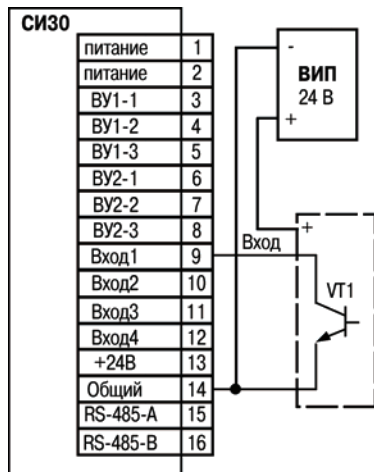 СИ30
питание 1
питание 2
ВУ1-1 3
ВУ1-2 4
ВУ1-3 5
ВУ2-1 6
ВУ2-2 7
ВУ2-3 8
Вход1 9
Вход2 10
Вход3 11
Вход4 12
+24В 13
Общий 14
RS-485-A 15
RS-485-B 16
-
ВИП
24 В
+
Вход
+
VT1